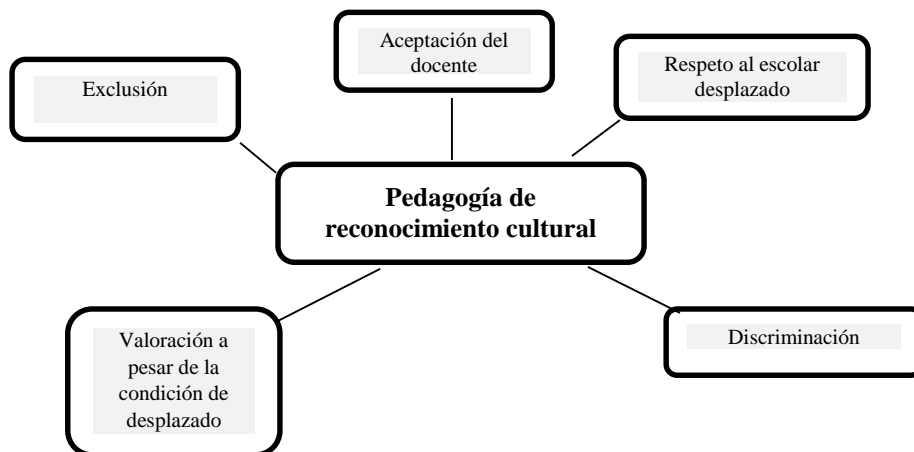 Aceptación del
docente
Exclusión
Respeto al escolar
desplazado
Pedagogía de
reconocimiento cultural
Valoración a
pesar de la
condición de
desplazado
Discriminación